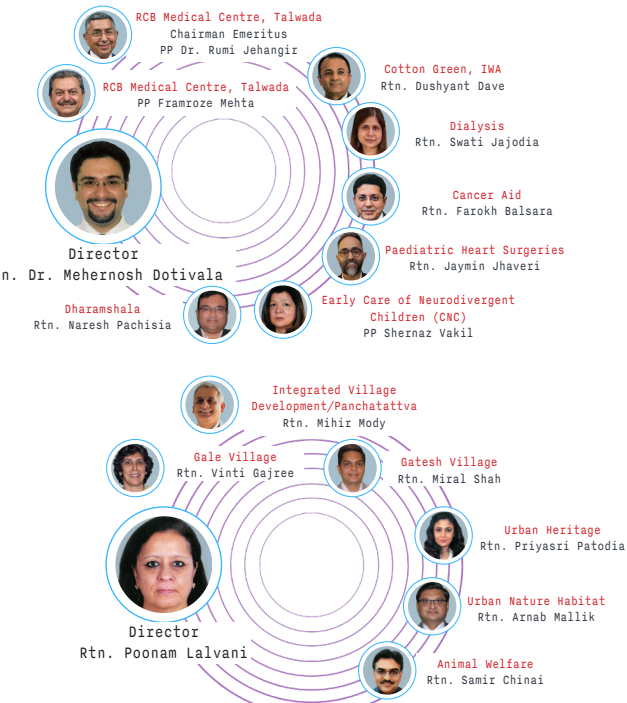 RCB Medical Centre, Talwada
Chairman Emeritus
PP Dr. Rumi Jehangir
RCB Medical Centre, Talwada
PP Framroze Mehta
Cotton Green, IWA
Rtn. Dushyant Dave
Dialysis
Rtn. Swati Jajodia
Cancer Aid
Rtn. Farokh Balsara
Paediatric Heart Surgeries
Rtn. Jaymin Jhaveri
Early Care of Neurodivergent
Children (CNC)
PP Shernaz Vakil
Director
n. Dr. Mehernosh Dotivala
Dharamshala
Rtn. Naresh Pachisia
Integrated Village
Development/Panchatattva
Rtn. Mihir Mody
Gale Village
Rtn. Vinti Gajree
Gatesh Village
Rtn. Miral Shah
Urban Heritage
Rtn. Priyasri Patodia
Urban Nature Habitat
Rtn. Arnab Mallik
Director
Rtn. Poonam Lalvani
Animal Welfare
Rtn. Samir Chinai